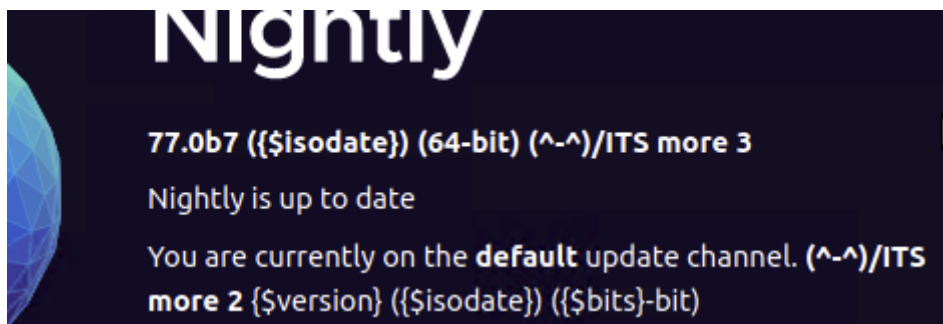 Nightly
77.0b7 ({$isodate}) (64-bit) (^-^)/ITS more 3
Nightly is up to date
You are currently on the default update channel. (^-^)/ITS
more 2 {$version} ({$isodate}) ({$bits}-bit)